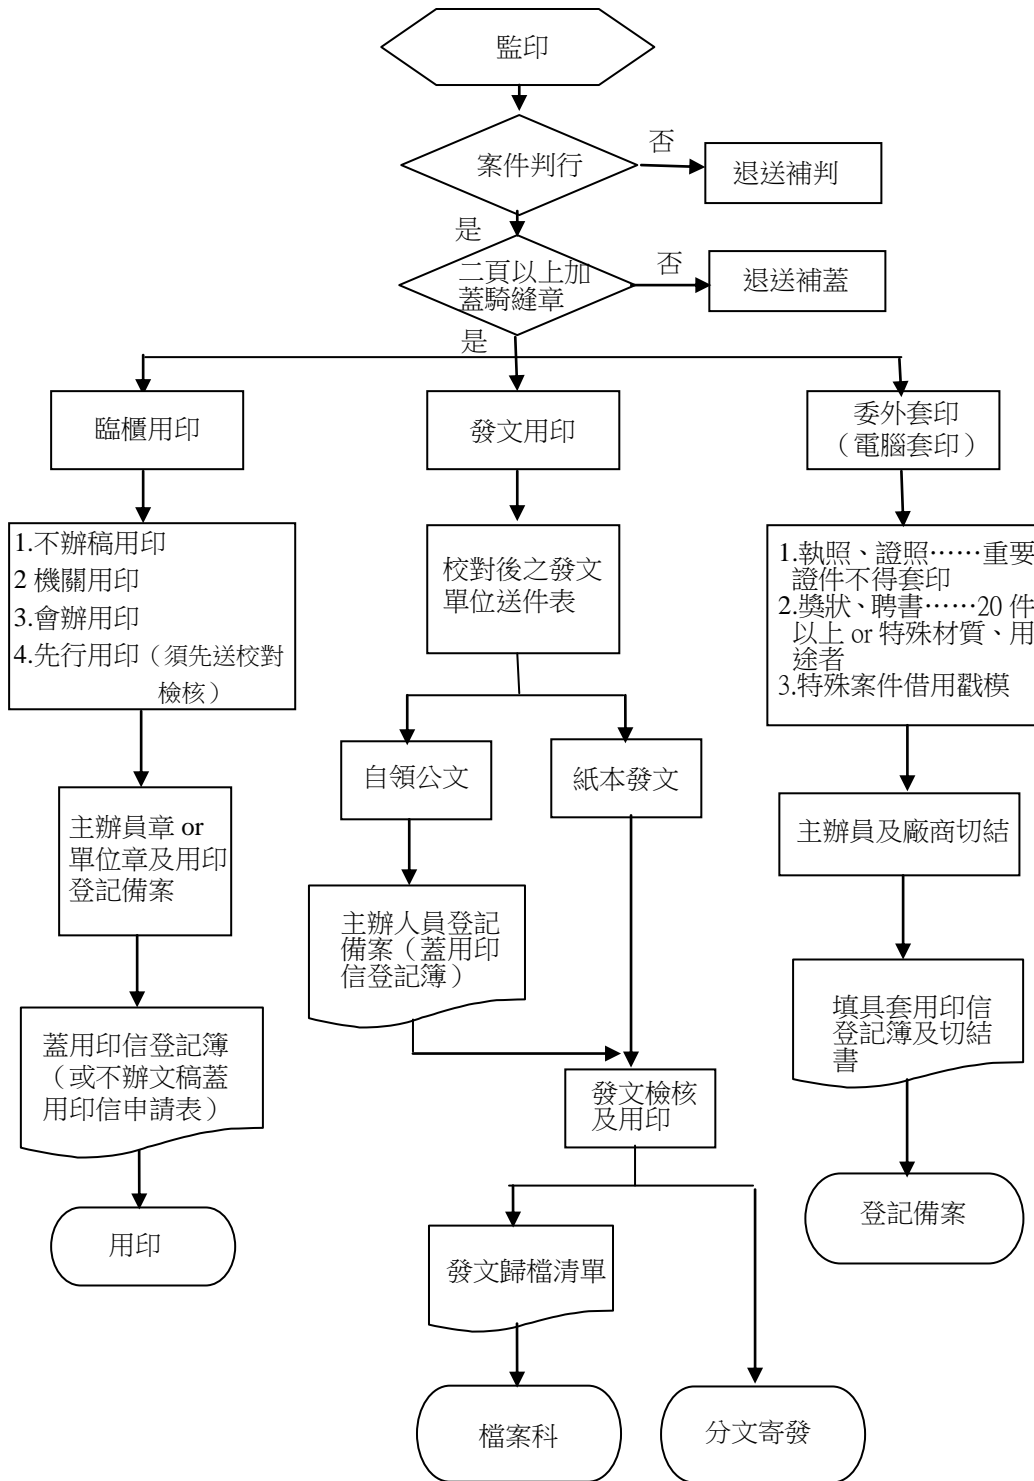 監印
案件判行
否
退送補判
是
二頁以上加
蓋騎縫章
否
退送補蓋
是
臨櫃用印
發文用印
委外套印
（電腦套印）
1.不辦稿用印
2 機關用印
3.會辦用印
4.先行用印（須先送校對
檢核）
校對後之發文
單位送件表
1.執照、證照……重要
證件不得套印
2.獎狀、聘書……20 件
以上 or 特殊材質、用
途者
3.特殊案件借用戳模
自領公文
紙本發文
主辦員章 or
單位章及用印
登記備案
主辦員及廠商切結
主辦人員登記
備案（蓋用印
信登記簿）
蓋用印信登記簿
（或不辦文稿蓋
用印信申請表）
填具套用印信
登記簿及切結
書
發文檢核
及用印
用印
登記備案
發文歸檔清單
檔案科
分文寄發